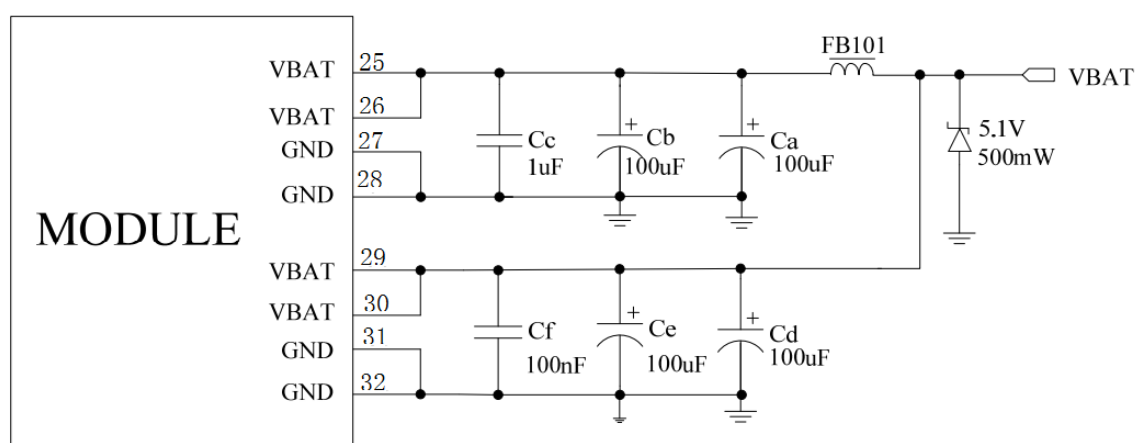 FB101
VBAT 25
VBAT
VBAT 26
GND 27
GND 28
Cc
1uF
Cb
100uF
Ca
100uF
5.1V
500mW
MODULE
VBAT 29
VBAT 30
GND 31
GND 32
Cf
100nF
Ce
100uF
Cd
100uF